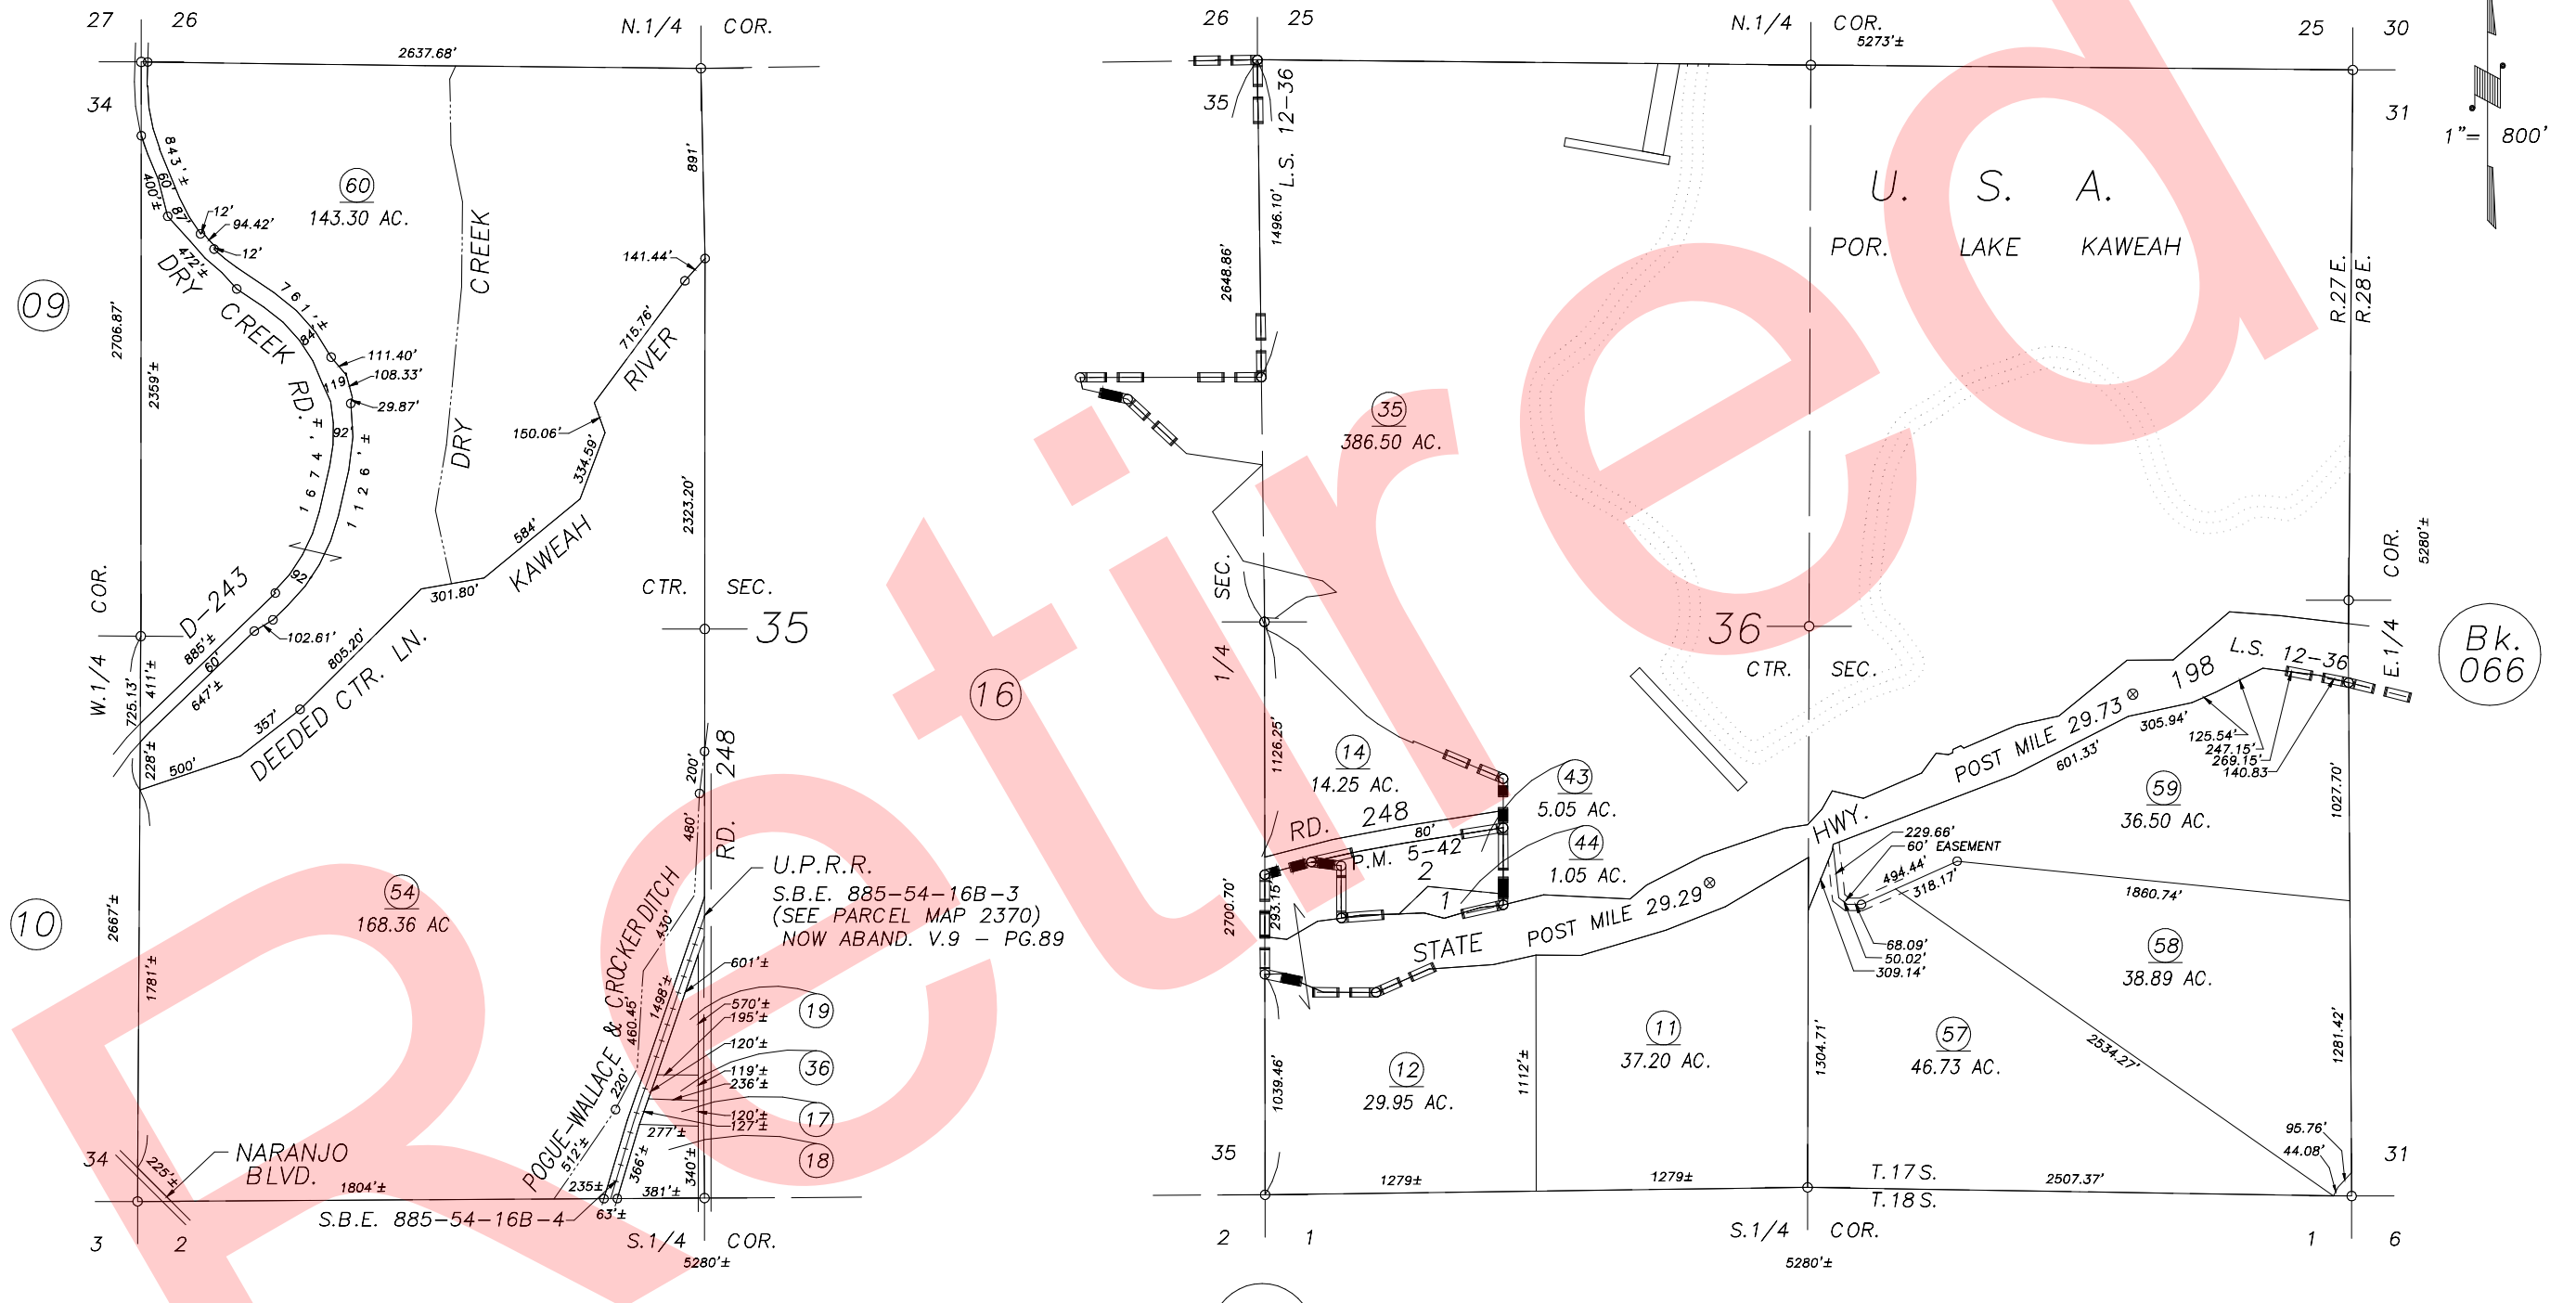 27 26
N.1/4 COR.
2637.68'
34
843'±
60'
400'±
87'
12'
94.42'
12'
472'±
60
143.30 AC.
DRY CREEK RD.
761'±
84'
111.40'
119'
108.33'
29.87'
92'
1674'±
1126'±
92'
DRY CREEK
891'
141.44'
715.76'
RIVER
150.06'
334.59'
584'
KAWEAH
301.80'
2323.20'
09
2706.87'
2359'±
W.1/4 COR.
D-243
885'±
60'
647'±
102.61'
725.13'
411'±
228'±
805.20'
357'
500'
DEEDED CTR. LN.
CTR. SEC.
35
200'
480'
RD. 248
10
2667'±
1781'±
54
168.36 AC
U.P.R.R.
S.B.E. 885-54-16B-3
(SEE PARCEL MAP 2370)
NOW ABAND. V.9 - PG.89
POGUE-WALLACE & CROCKER DITCH
430'
460.45'
1498'±
220'
512'±
601'±
570'±
195'±
19
120'±
119'±
236'±
36
120'±
127'±
17
277'±
366'±
340'±
18
34
225'±
NARANJO
BLVD.
1804'±
235±
381'±
63'±
S.B.E. 885-54-16B-4
3 2
S.1/4 COR.
5280'±
16
26 25
N.1/4 COR.
5273'±
25 30
35
L.S. 12-36
1496.10'
2648.86'
31
1"= 800'
U. S. A.
POR. LAKE KAWEAH
R.27 E.
R.28 E.
35
386.50 AC.
1/4 SEC.
36
CTR. SEC.
E.1/4 COR.
5280'±
Bk.
066
L.S. 12-36
1126.25'
14
14.25 AC.
RD. 248
80'
43
5.05 AC.
P.M. 5-42
2
1
44
1.05 AC.
2700.70'
293.15'
STATE HWY. 198
POST MILE 29.29
POST MILE 29.73
601.33'
305.94'
125.54'
247.15'
269.15'
140.83
59
36.50 AC.
1027.70'
229.66'
60' EASEMENT
494.44'
318.17'
1860.74'
68.09'
50.02'
309.14'
58
38.89 AC.
1281.42'
1039.46'
12
29.95 AC.
1112'±
11
37.20 AC.
1304.71'
57
46.73 AC.
2534.27'
95.76'
44.08'
35
31
1279±
1279±
T.17 S.
T.18 S.
2507.37'
2 1
S.1/4 COR.
5280'±
1 6
Retired